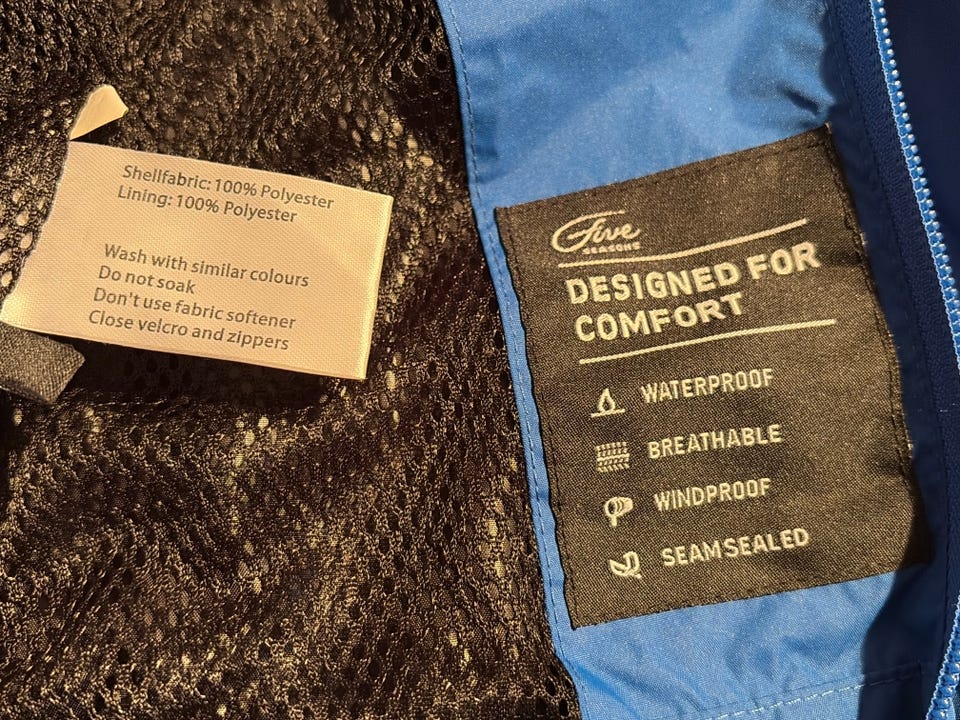 Shellfabric: 100% Polyester
Lining: 100% Polyester
Wash with similar colours
Do not soak
Don't use fabric softener
Close velcro and zippers
Five
SEASONS
DESIGNED FOR
COMFORT
WATERPROOF
BREATHABLE
WINDPROOF
SEAMSEALED